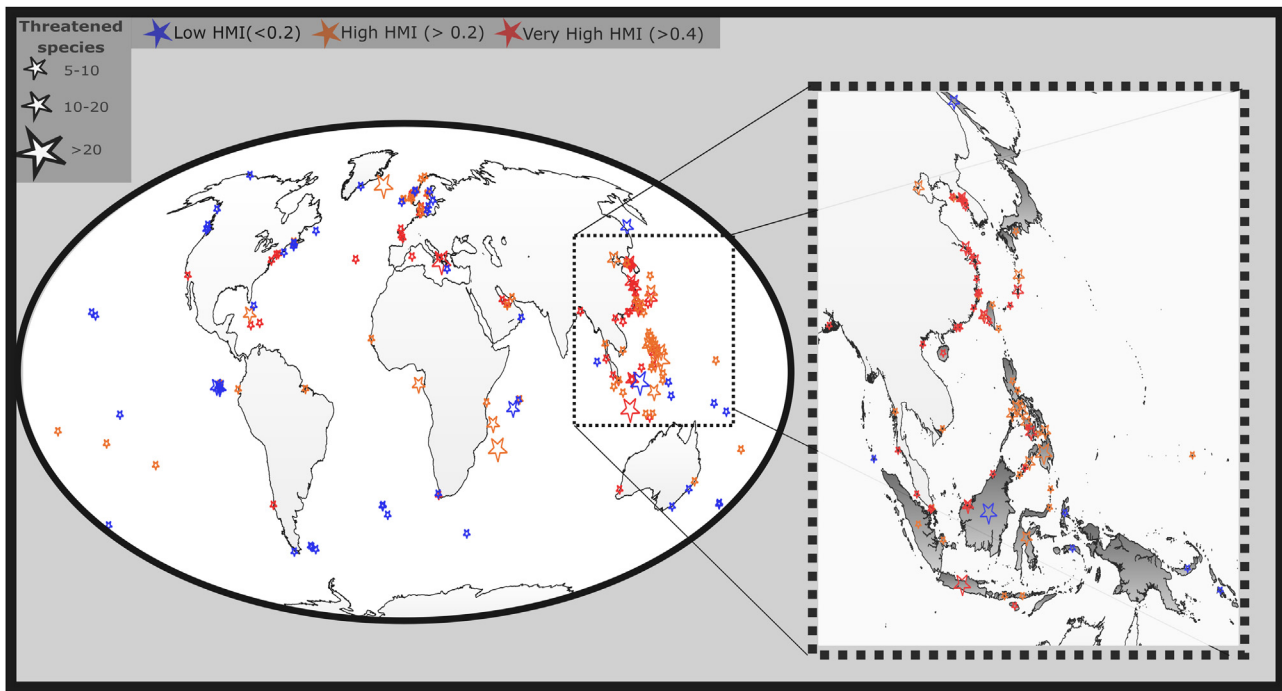 Threatened
species
5-10
10-20
>20
Low HMI(<0.2) High HMI (> 0.2) Very High HMI (>0.4)